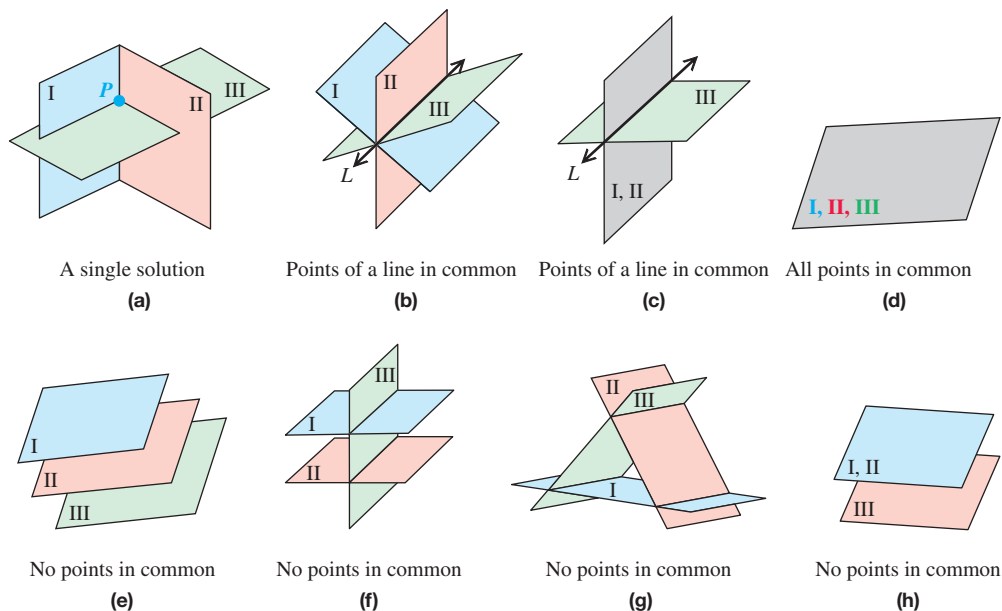 I
P
II
III
A single solution
(a)
I
II
III
L
Points of a line in common
(b)
III
L
I, II
Points of a line in common
(c)
I, II, III
All points in common
(d)
I
II
III
No points in common
(e)
III
I
II
No points in common
(f)
II
III
I
No points in common
(g)
I, II
III
No points in common
(h)